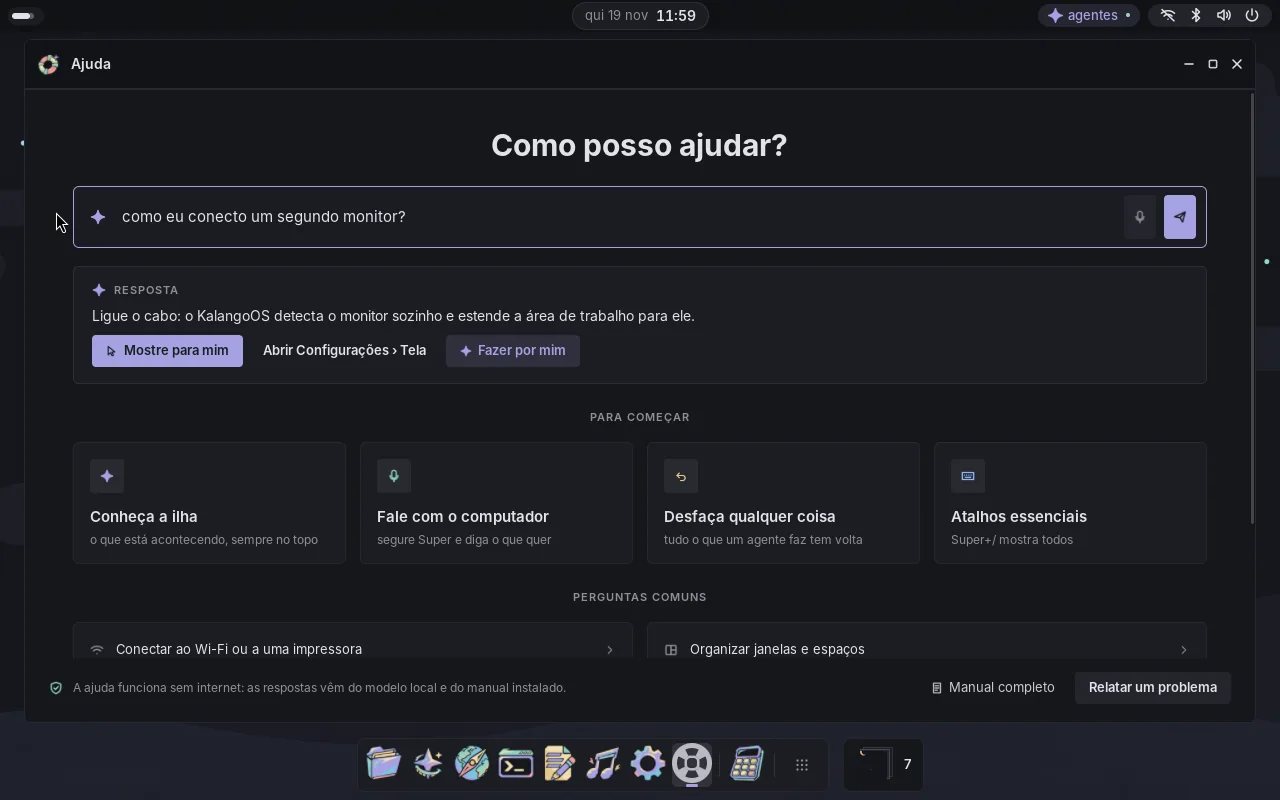 qui 19 nov 11:59
agentes
Ajuda
Como posso ajudar?
como eu conecto um segundo monitor?
RESPOSTA
Ligue o cabo: o KalangoOS detecta o monitor sozinho e estende a área de trabalho para ele.
Mostre para mim
Abrir Configurações › Tela
Fazer por mim
PARA COMEÇAR
Conheça a ilha
o que está acontecendo, sempre no topo
Fale com o computador
segure Super e diga o que quer
Desfaça qualquer coisa
tudo o que um agente faz tem volta
Atalhos essenciais
Super+/ mostra todos
PERGUNTAS COMUNS
Conectar ao Wi-Fi ou a uma impressora
Organizar janelas e espaços
A ajuda funciona sem internet: as respostas vêm do modelo local e do manual instalado.
Manual completo
Relatar um problema
7